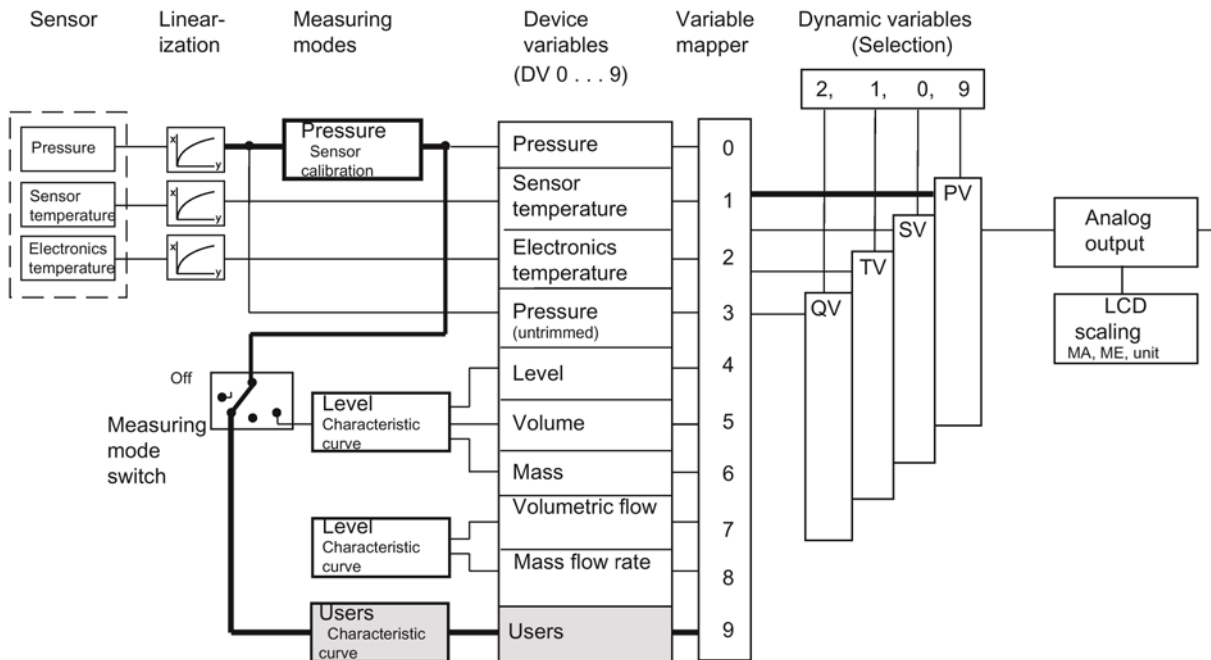 Sensor
Linear-
ization
Measuring
modes
Device
variables
(DV 0 . . . 9)
Variable
mapper
Dynamic variables
(Selection)
2, 1, 0, 9
Pressure
x
y
Pressure
Sensor
calibration
Pressure
0
Sensor
temperature
x
y
Sensor
temperature
1
PV
Electronics
temperature
x
y
Electronics
temperature
2
SV
TV
QV
Analog
output
Pressure
(untrimmed)
3
LCD
scaling
MA, ME, unit
Off
Measuring
mode
switch
Level
Characteristic
curve
Level
4
Volume
5
Mass
6
Level
Characteristic
curve
Volumetric flow
7
Mass flow rate
8
Users
Characteristic
curve
Users
9